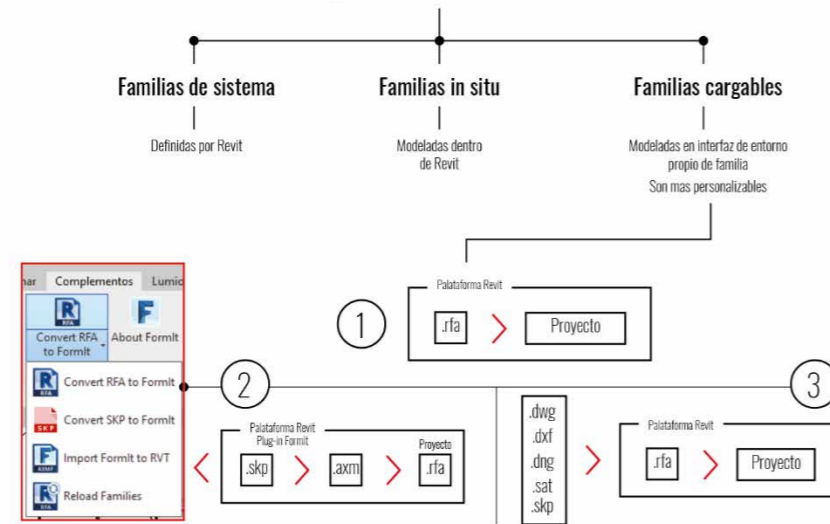 Familias de sistema
Definidas por Revit
Familias in situ
Modeladas dentro
de Revit
Familias cargables
Modeladas en interfaz de entorno
propio de familia
Son mas personalizables
1
Palataforma Revit
.rfa
Proyecto
nar Complementos Lumio
R
RFA
Convert RFA
to FormIt
F
About FormIt
Convert RFA to FormIt
SKP
Convert SKP to FormIt
Import FormIt to RVT
Reload Families
2
Palataforma Revit
Plug-in FormIt
.skp
.axm
Proyecto
.rfa
3
.dwg
.dxf
.dng
.sat
.skp
Palataforma Revit
.rfa
Proyecto